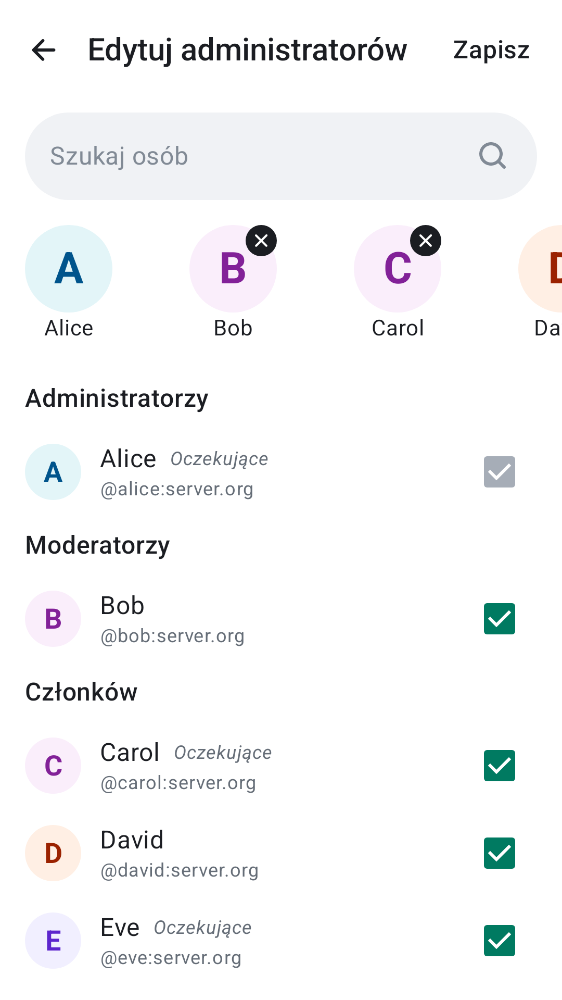 Edytuj administratorów Zapisz
Szukaj osób
A B C D
Alice Bob Carol Da
Administratorzy
A Alice Oczekujące
@alice:server.org
Moderatorzy
B Bob
@bob:server.org
Członków
C Carol Oczekujące
@carol:server.org
D David
@david:server.org
E Eve Oczekujące
@eve:server.org